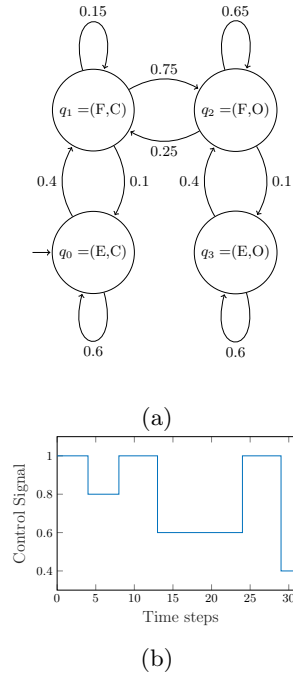 0.15
0.65
0.75
q₁ =(F,C)
q₂ =(F,O)
0.25
0.4
0.1
0.4
0.1
q₀ =(E,C)
q₃ =(E,O)
0.6
0.6
(a)
1
0.8
0.6
0.4
Control Signal
0
5
10
15
20
25
30
Time steps
(b)